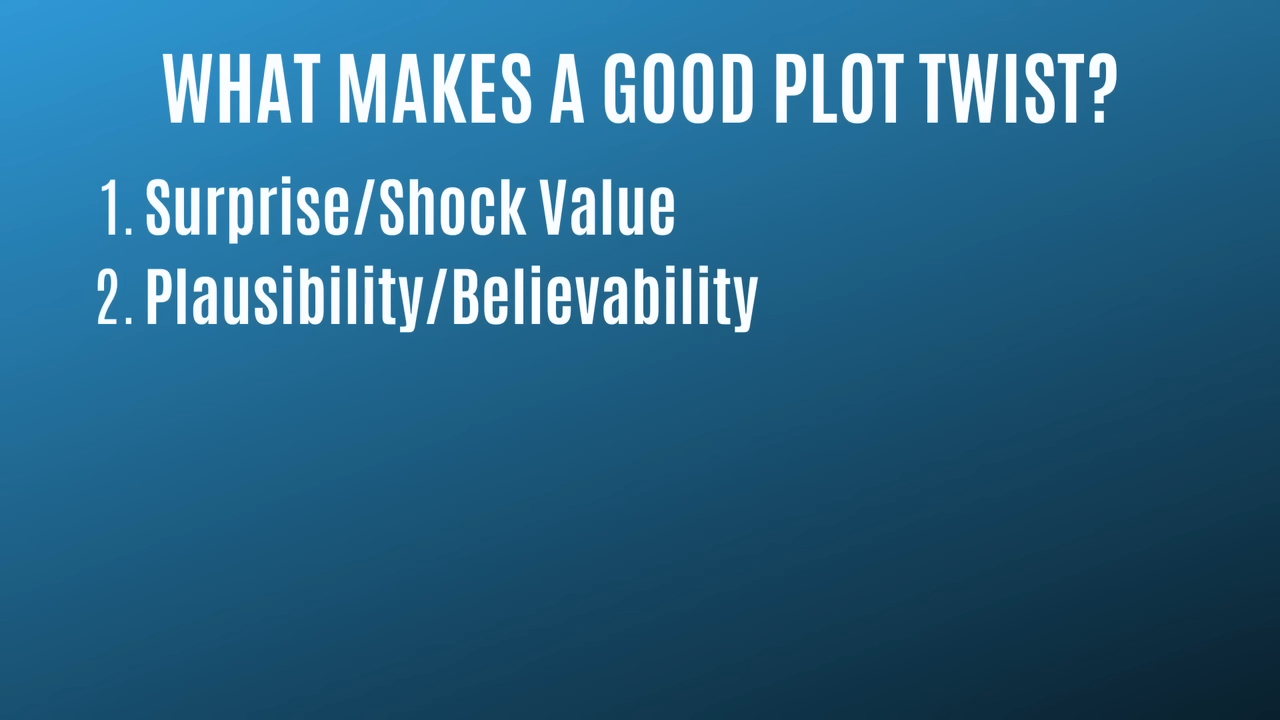 WHAT MAKES A GOOD PLOT TWIST?
1. Surprise/Shock Value
2. Plausibility/Believability